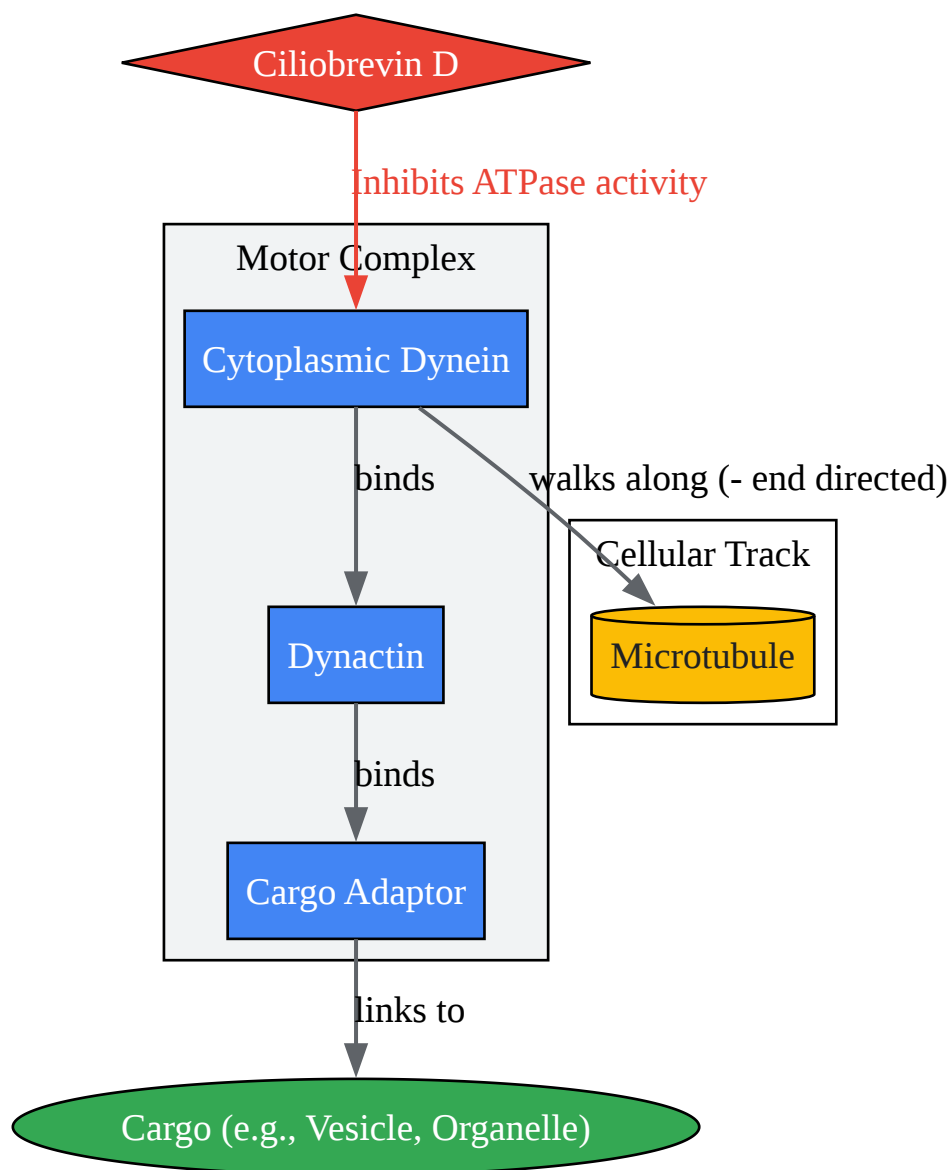 Ciliobrevin D
Inhibits ATPase activity
Motor Complex
Cytoplasmic Dynein
binds
walks along (- end directed)
Cellular Track
Dynactin
Microtubule
binds
Cargo Adaptor
links to
Cargo (e.g., Vesicle, Organelle)